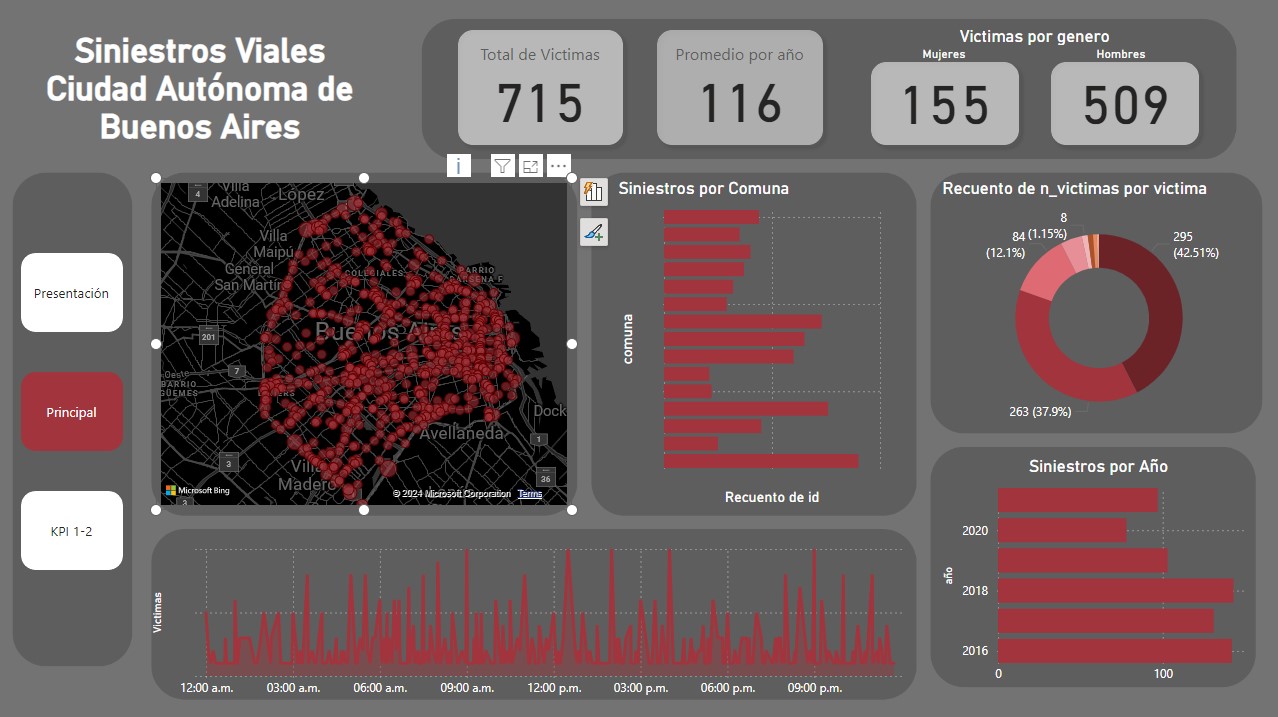 Siniestros Viales
Ciudad Autónoma de
Buenos Aires
Total de Victimas
715
Promedio por año
116
Victimas por genero
Mujeres
155
Hombres
509
Presentación
Principal
KPI 1-2
i
4
Villa
Adelina
López
Villa
Maipú
General
San Martín
COLEGIALES
BARRIO
Buenos Aires
201
7
Oeste
BARRIO
GÜEMES
Dock
1
Avellaneda
3
Villa
Madero
36
3
Microsoft Bing
© 2024 Microsoft Corporation Terms
Siniestros por Comuna
comuna
Recuento de id
Recuento de n_victimas por victima
8
(1.15%)
84
(12.1%)
295
(42.51%)
263 (37.9%)
Victimas
12:00 a.m. 03:00 a.m. 06:00 a.m. 09:00 a.m. 12:00 p.m. 03:00 p.m. 06:00 p.m. 09:00 p.m.
Siniestros por Año
año
2020
2018
2016
0 100